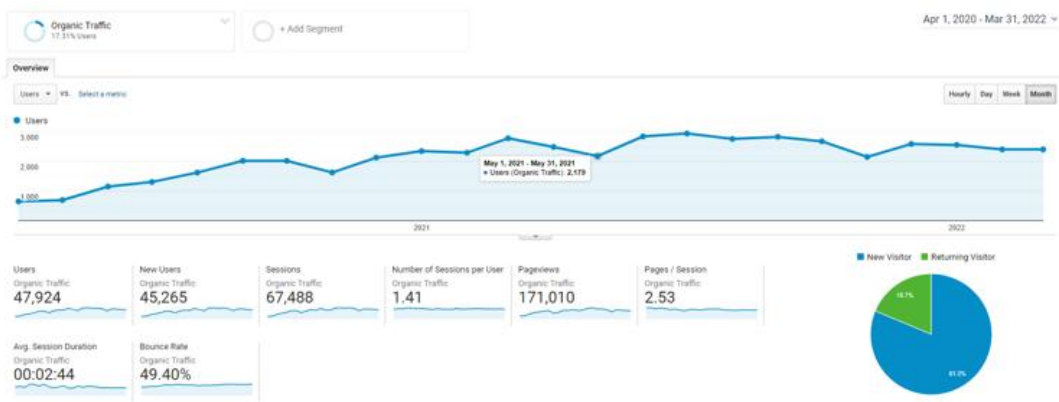 Organic Traffic
17.31% Users
+ Add Segment
Apr 1, 2020 - Mar 31, 2022
Overview
Users VS. Select a metric
Hourly Day Week Month
Users
3,000
2,000
1,000
May 1, 2021 - May 31, 2021
Users (Organic Traffic): 2,179
2021
2022
New Visitor Returning Visitor
Users
Organic Traffic
47,924
New Users
Organic Traffic
45,265
Sessions
Organic Traffic
67,488
Number of Sessions per User
Organic Traffic
1.41
Pageviews
Organic Traffic
171,010
Pages / Session
Organic Traffic
2.53
Avg. Session Duration
Organic Traffic
00:02:44
Bounce Rate
Organic Traffic
49.40%